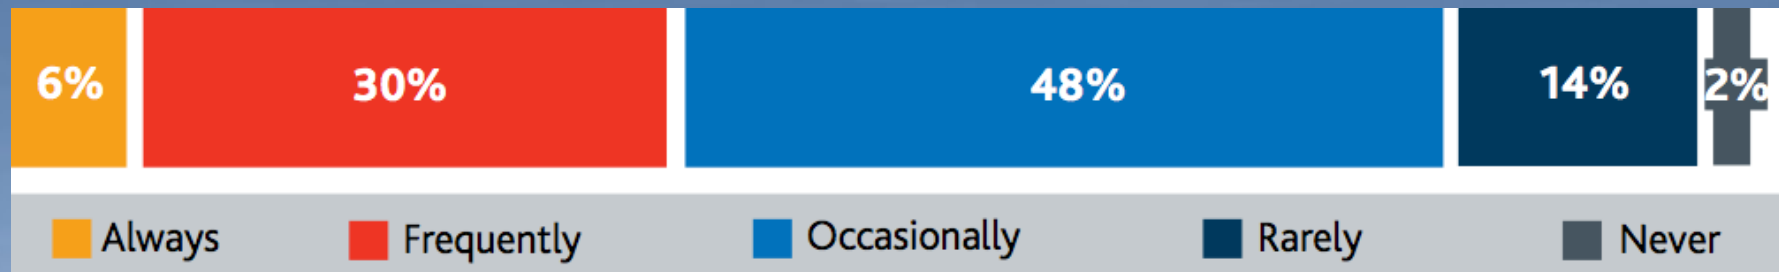 6% 30% 48% 14% 2%
Always Frequently Occasionally Rarely Never